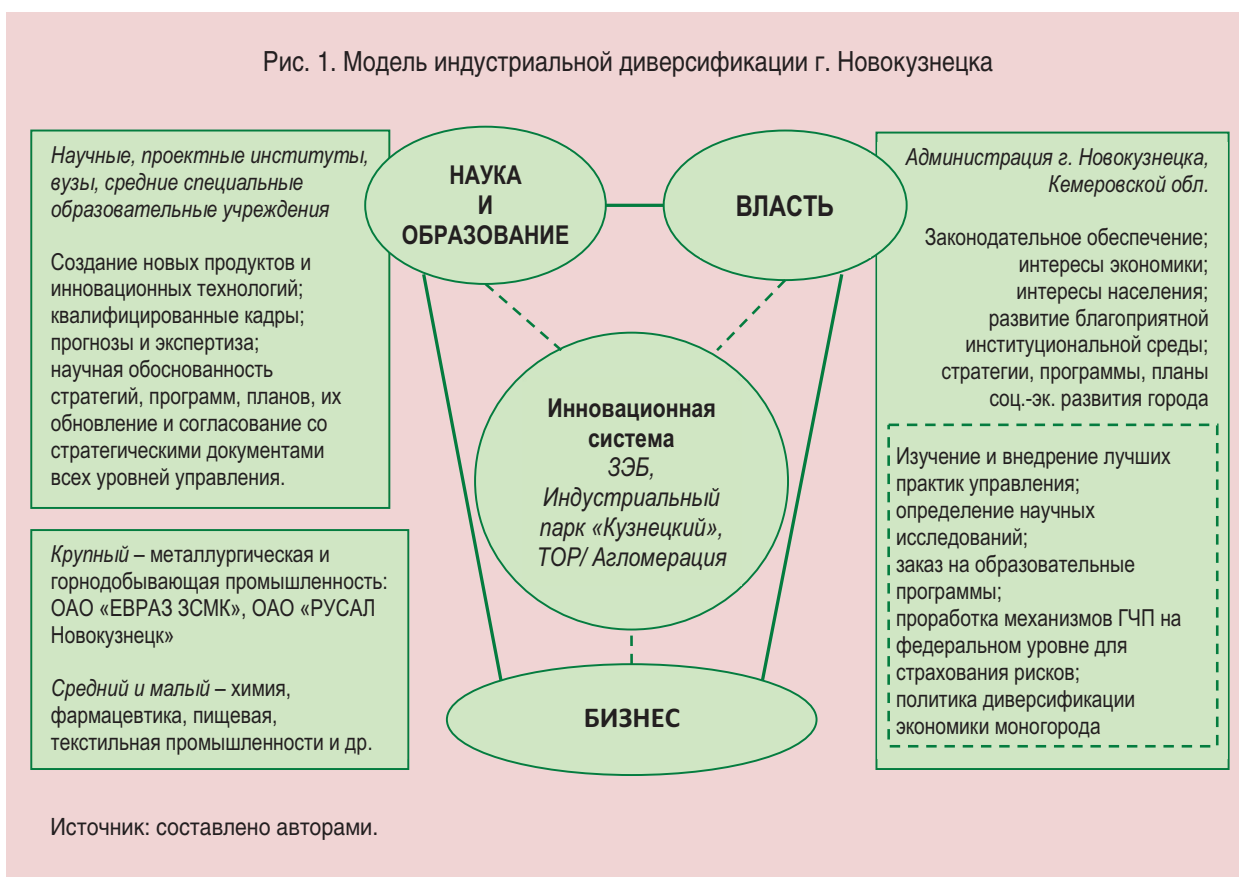 Рис. 1. Модель индустриальной диверсификации г. Новокузнецка
Научные, проектные институты,
вузы, средние специальные
образовательные учреждения
Создание новых продуктов и
инновационных технологий;
квалифицированные кадры;
прогнозы и экспертиза;
научная обоснованность
стратегий, программ, планов, их
обновление и согласование со
стратегическими документами
всех уровней управления.
НАУКА
И
ОБРАЗОВАНИЕ
ВЛАСТЬ
Администрация г. Новокузнецка,
Кемеровской обл.
Законодательное обеспечение;
интересы экономики;
интересы населения;
развитие благоприятной
институциональной среды;
стратегии, программы, планы
соц.-эк. развития города
Изучение и внедрение лучших
практик управления;
определение научных
исследований;
заказ на образовательные
программы;
проработка механизмов ГЧП на
федеральном уровне для
страхования рисков;
политика диверсификации
экономики моногорода
Инновационная
система
ЗЭБ,
Индустриальный
парк «Кузнецкий»,
ТОР/ Агломерация
Крупный – металлургическая и
горнодобывающая промышленность:
ОАО «ЕВРАЗ ЗСМК», ОАО «РУСАЛ
Новокузнецк»
Средний и малый – химия,
фармацевтика, пищевая,
текстильная промышленности и др.
БИЗНЕС
Источник: составлено авторами.